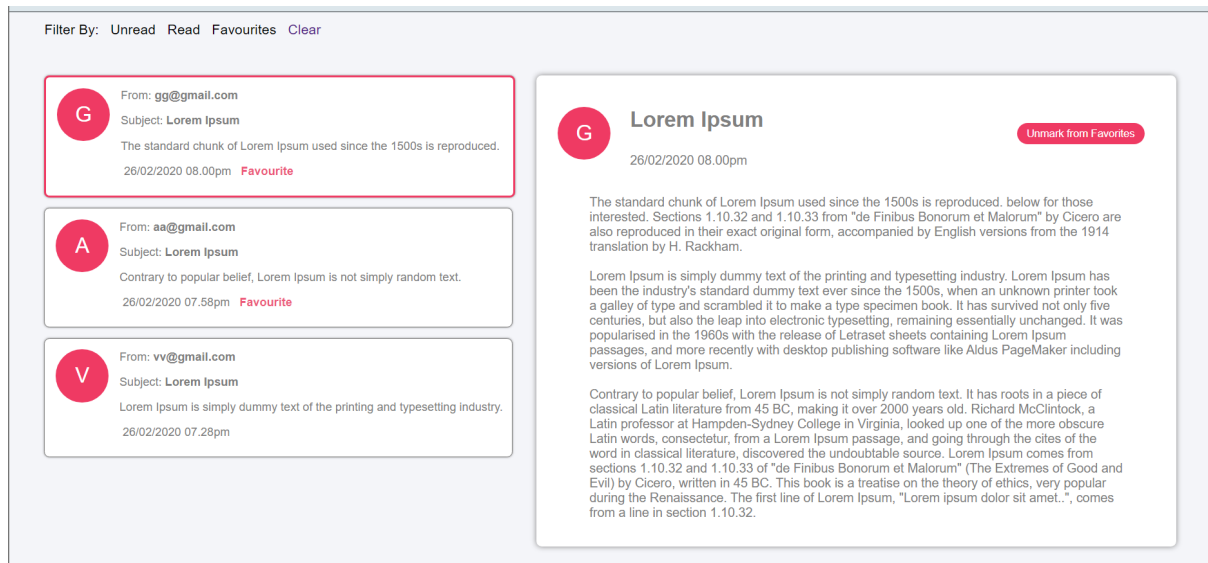 Filter By: Unread Read Favourites Clear
G
From: gg@gmail.com
Subject: Lorem Ipsum
The standard chunk of Lorem Ipsum used since the 1500s is reproduced.
26/02/2020 08.00pm Favourite
A
From: aa@gmail.com
Subject: Lorem Ipsum
Contrary to popular belief, Lorem Ipsum is not simply random text.
26/02/2020 07.58pm Favourite
V
From: vv@gmail.com
Subject: Lorem Ipsum
Lorem Ipsum is simply dummy text of the printing and typesetting industry.
26/02/2020 07.28pm
G
Lorem Ipsum
Unmark from Favorites
26/02/2020 08.00pm
The standard chunk of Lorem Ipsum used since the 1500s is reproduced. below for those
interested. Sections 1.10.32 and 1.10.33 from "de Finibus Bonorum et Malorum" by Cicero are
also reproduced in their exact original form, accompanied by English versions from the 1914
translation by H. Rackham.
Lorem Ipsum is simply dummy text of the printing and typesetting industry. Lorem Ipsum has
been the industry's standard dummy text ever since the 1500s, when an unknown printer took
a galley of type and scrambled it to make a type specimen book. It has survived not only five
centuries, but also the leap into electronic typesetting, remaining essentially unchanged. It was
popularised in the 1960s with the release of Letraset sheets containing Lorem Ipsum
passages, and more recently with desktop publishing software like Aldus PageMaker including
versions of Lorem Ipsum.
Contrary to popular belief, Lorem Ipsum is not simply random text. It has roots in a piece of
classical Latin literature from 45 BC, making it over 2000 years old. Richard McClintock, a
Latin professor at Hampden-Sydney College in Virginia, looked up one of the more obscure
Latin words, consectetur, from a Lorem Ipsum passage, and going through the cites of the
word in classical literature, discovered the undoubtable source. Lorem Ipsum comes from
sections 1.10.32 and 1.10.33 of "de Finibus Bonorum et Malorum" (The Extremes of Good and
Evil) by Cicero, written in 45 BC. This book is a treatise on the theory of ethics, very popular
during the Renaissance. The first line of Lorem Ipsum, "Lorem ipsum dolor sit amet..", comes
from a line in section 1.10.32.